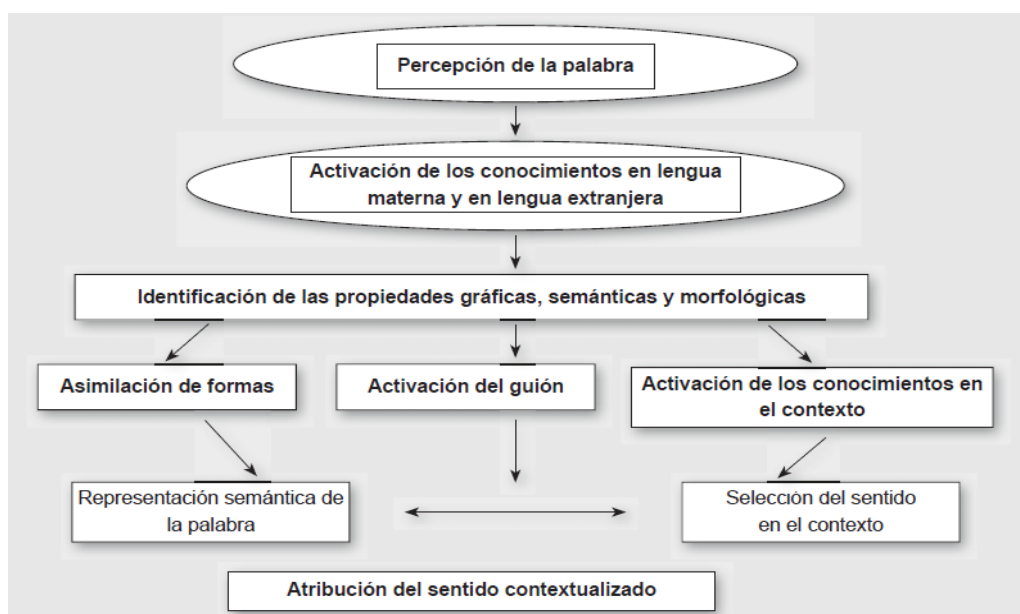 Percepción de la palabra
Activación de los conocimientos en lengua
materna y en lengua extranjera
Identificación de las propiedades gráficas, semánticas y morfológicas
Asimilación de formas
Activación del guión
Activación de los conocimientos en
el contexto
Representación semántica de
la palabra
Selección del sentido
en el contexto
Atribución del sentido contextualizado